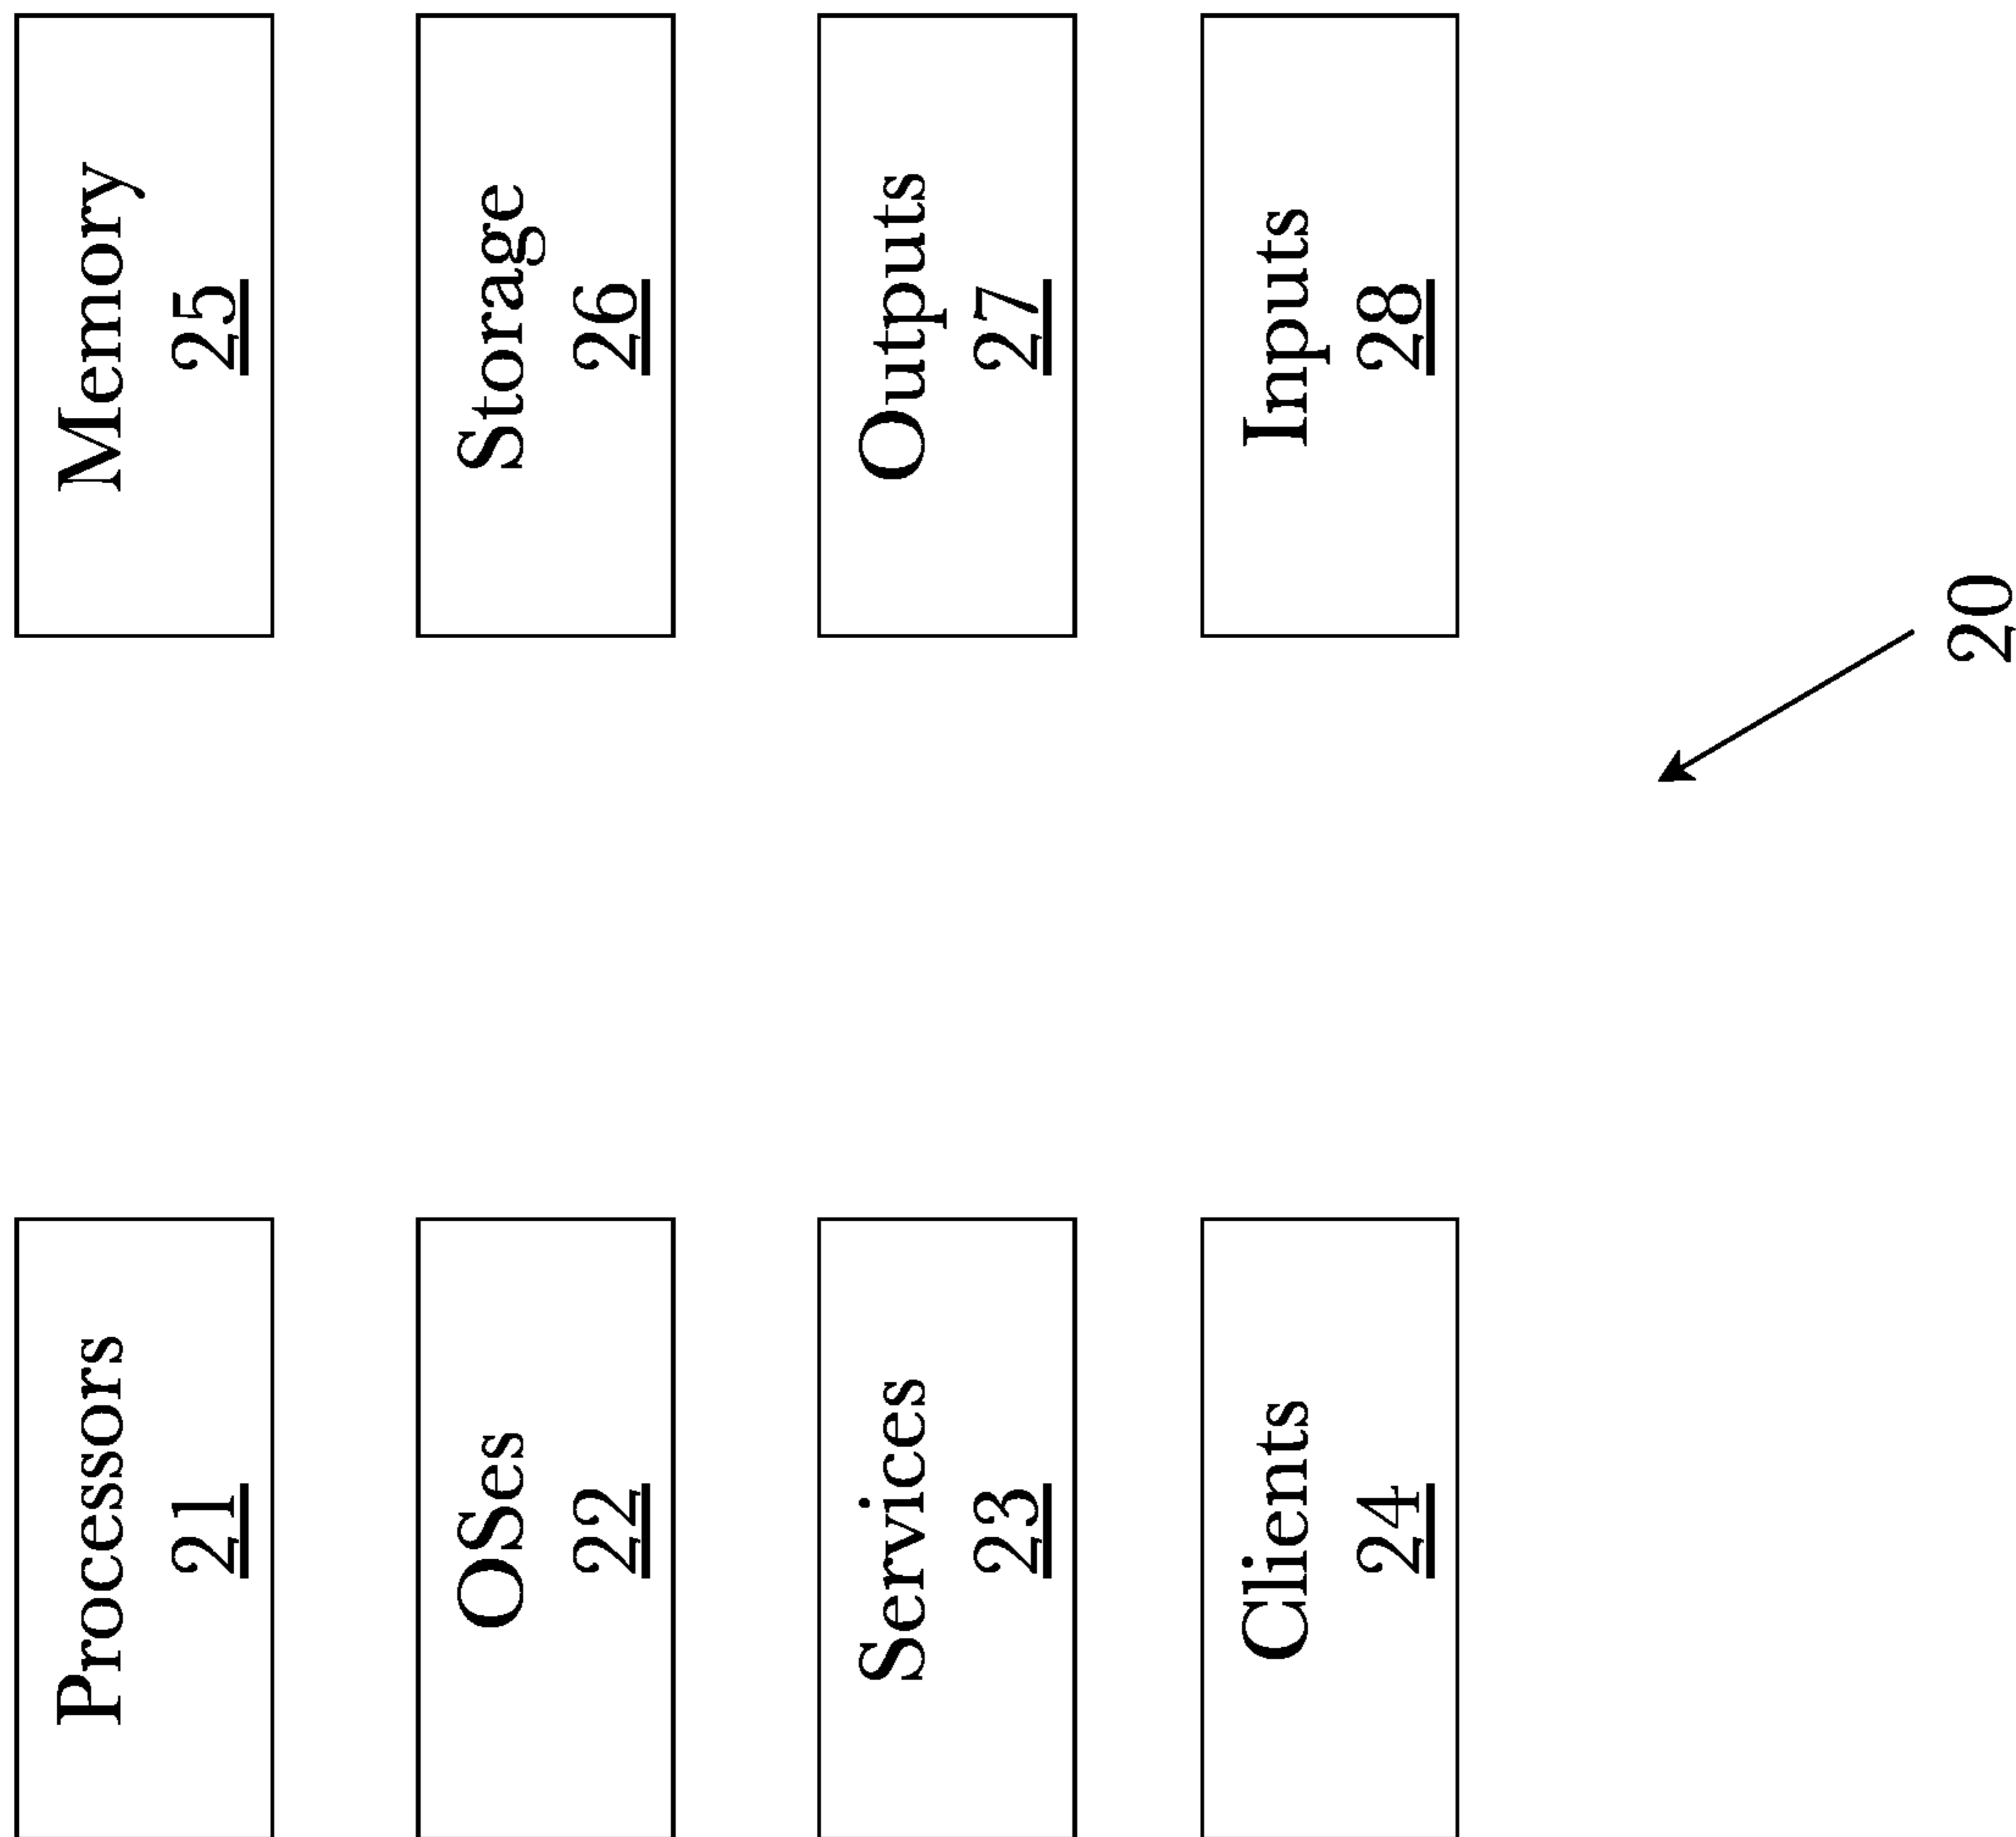 Processors
21
Memory
25
OSes
22
Storage
26
Services
23
Outputs
27
Clients
24
Inputs
28
20